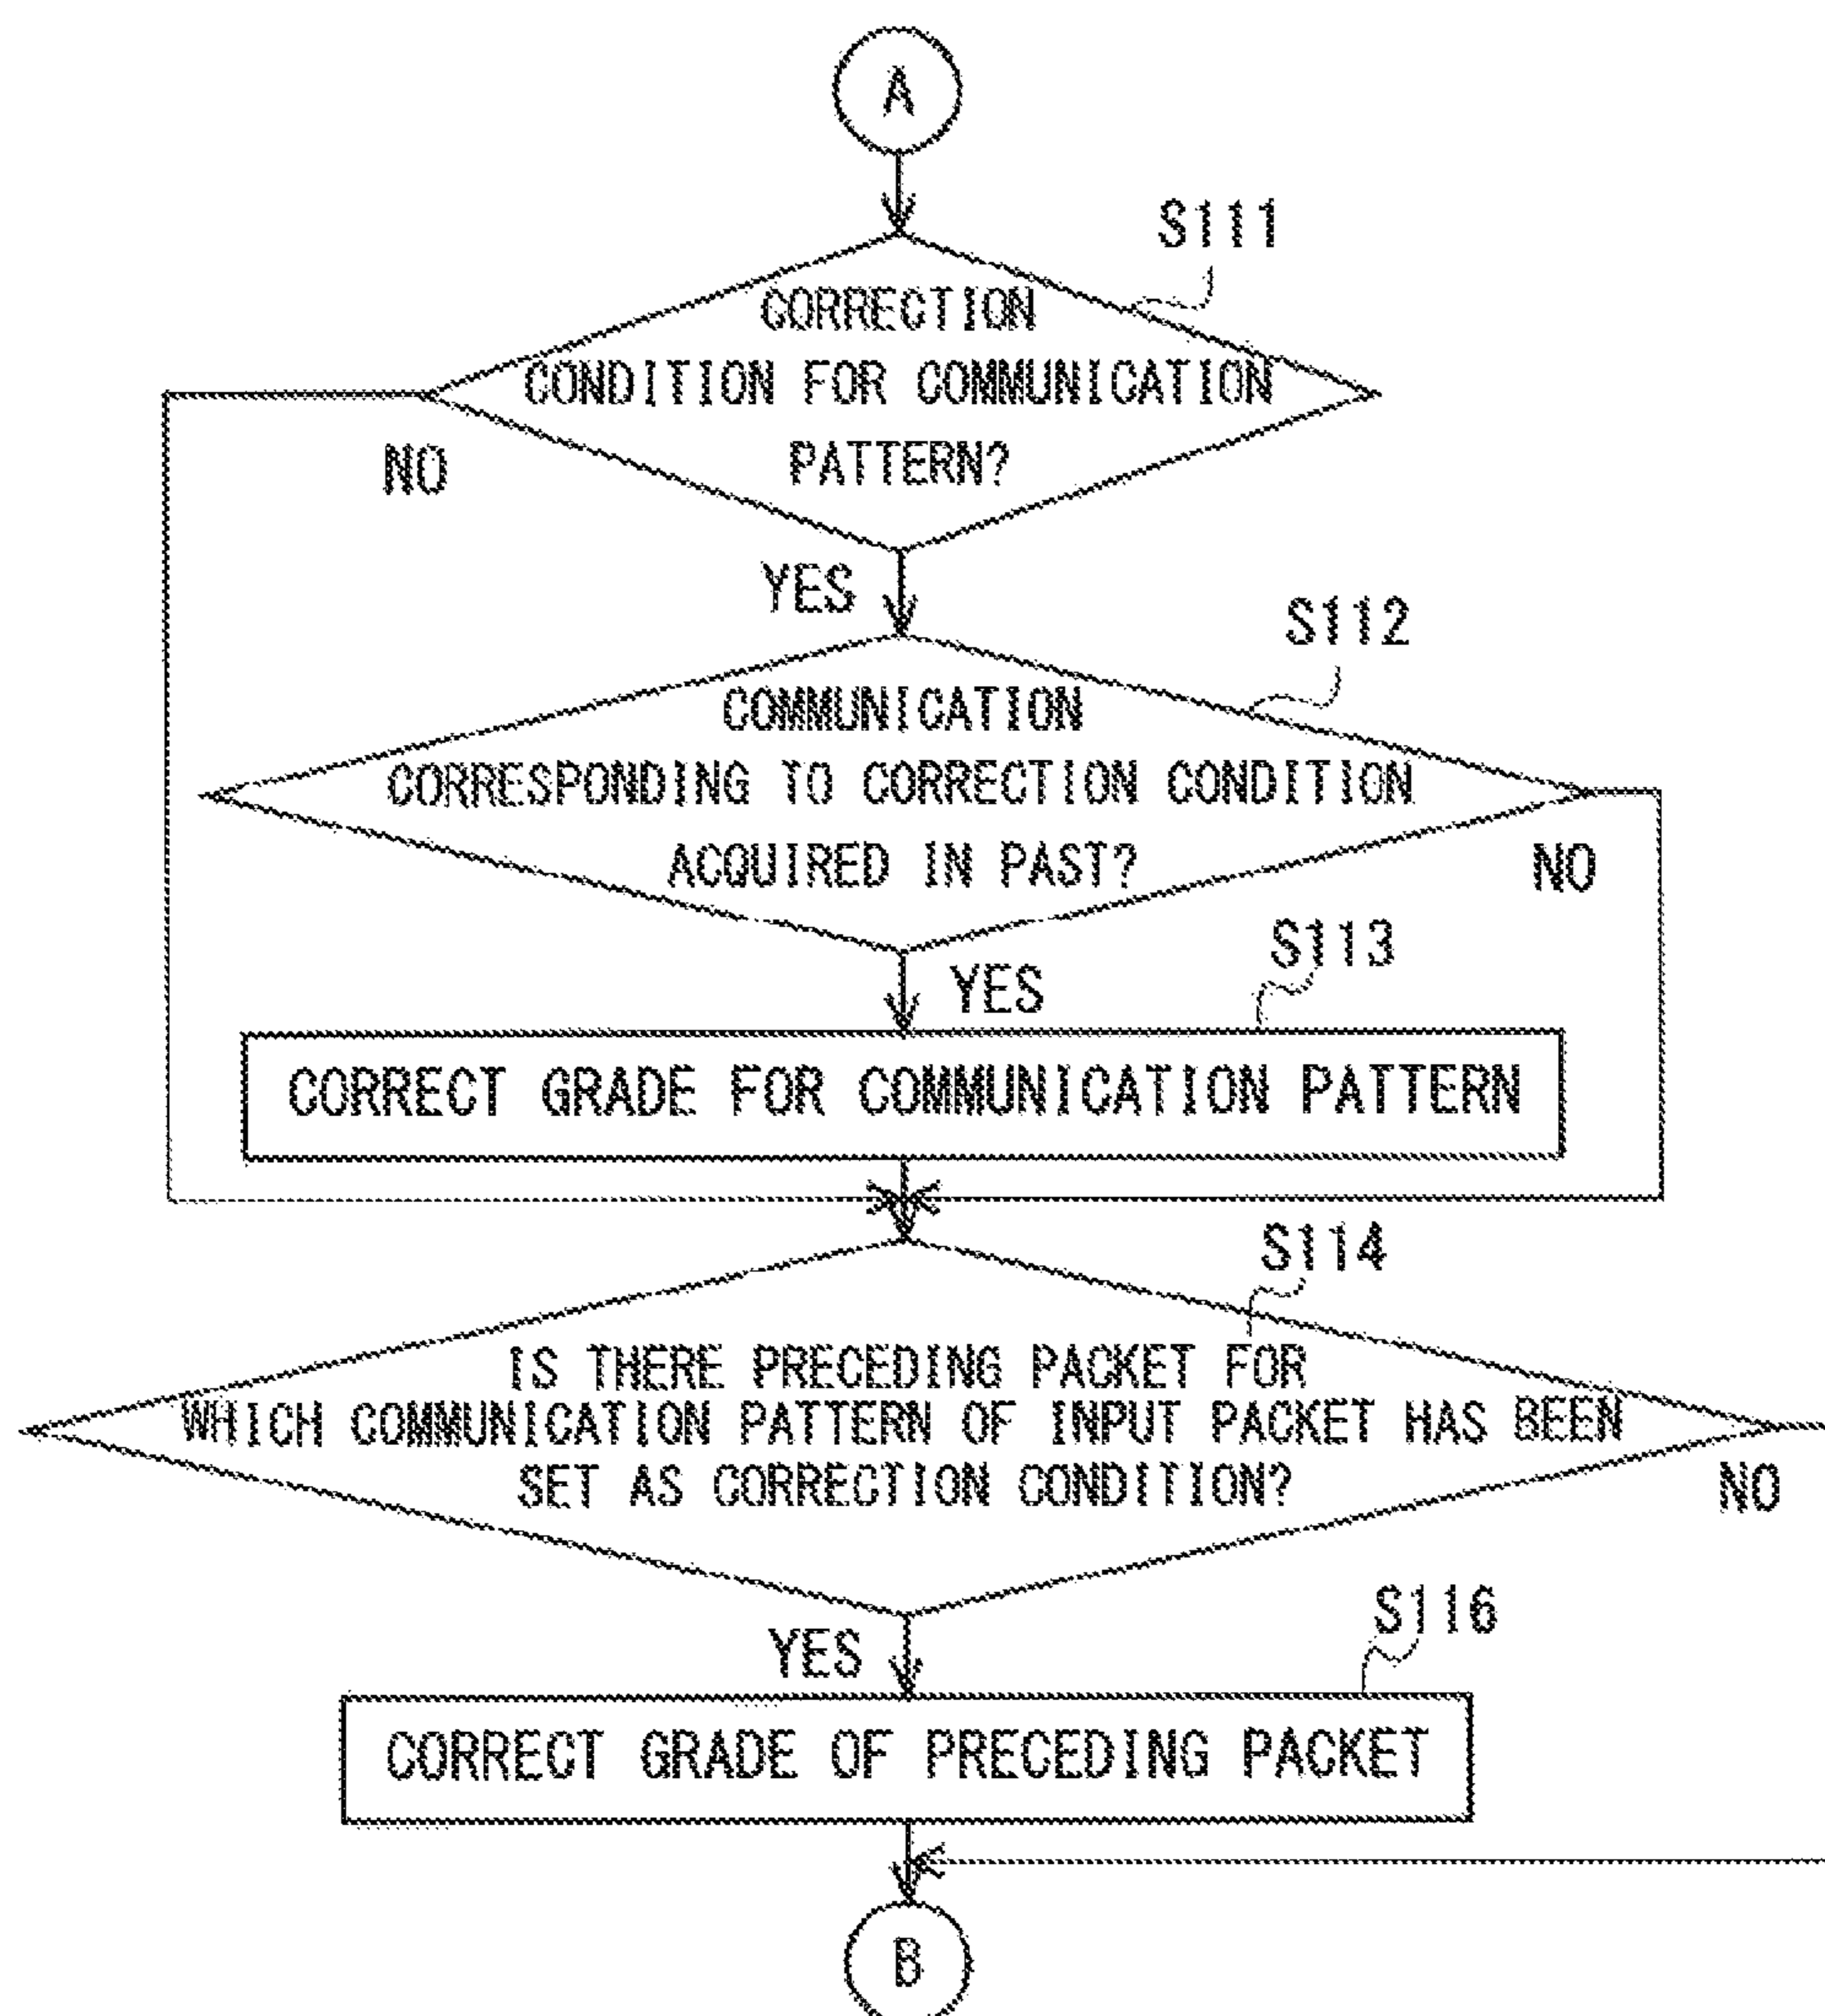 A
S111
CORRECTION
CONDITION FOR COMMUNICATION
PATTERN?
NO
YES
S112
COMMUNICATION
CORRESPONDING TO CORRECTION CONDITION
ACQUIRED IN PAST?
NO
S113
YES
CORRECT GRADE FOR COMMUNICATION PATTERN
S114
IS THERE PRECEDING PACKET FOR
WHICH COMMUNICATION PATTERN OF INPUT PACKET HAS BEEN
SET AS CORRECTION CONDITION?
NO
S116
YES
CORRECT GRADE OF PRECEDING PACKET
B